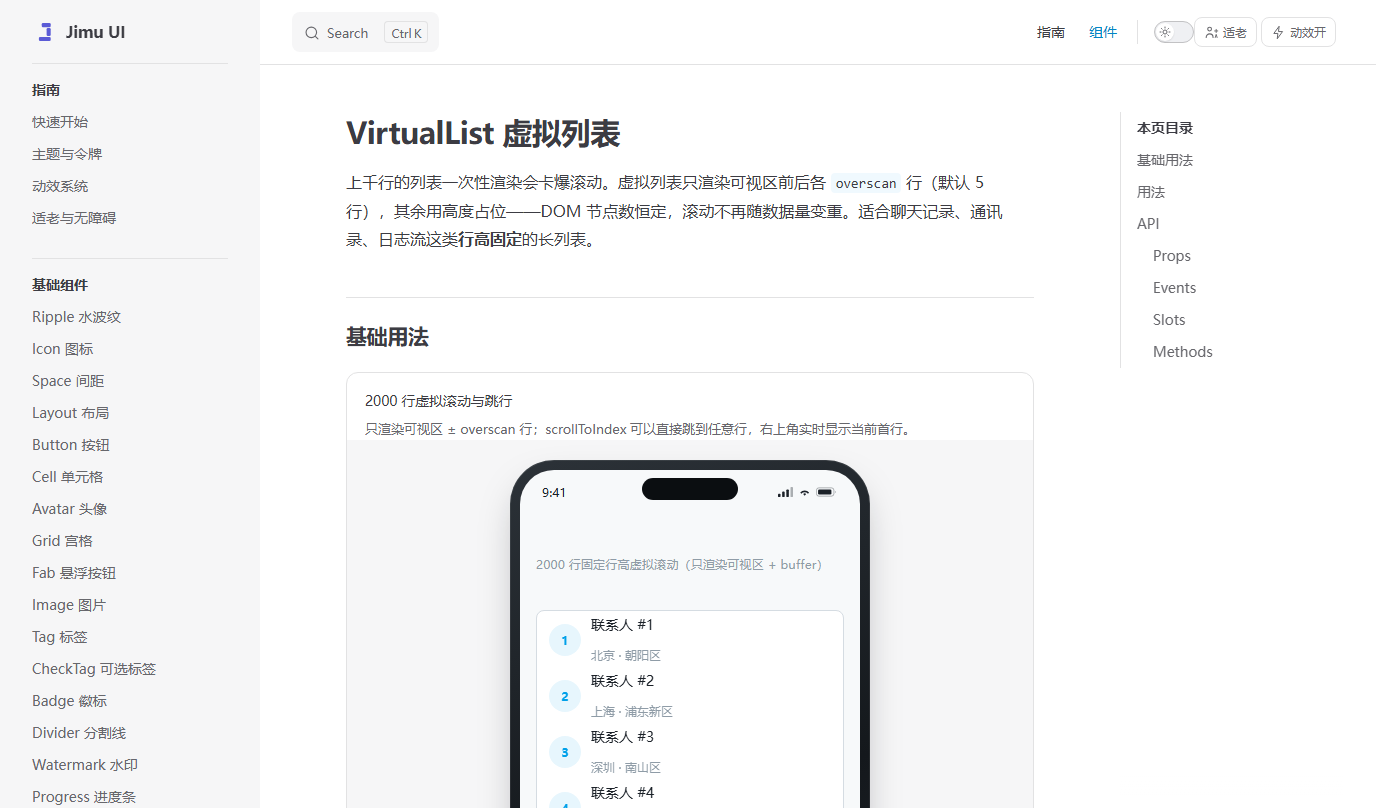 Jimu UI
Search
Ctrl K
指南
组件
适老
动效开
指南
快速开始
主题与令牌
动效系统
适老与无障碍
基础组件
Ripple 水波纹
Icon 图标
Space 间距
Layout 布局
Button 按钮
Cell 单元格
Avatar 头像
Grid 宫格
Fab 悬浮按钮
Image 图片
Tag 标签
CheckTag 可选标签
Badge 徽标
Divider 分割线
Watermark 水印
Progress 进度条
VirtualList 虚拟列表
上千行的列表一次性渲染会卡爆滚动。虚拟列表只渲染可视区前后各 overscan 行（默认 5
行），其余用高度占位——DOM 节点数恒定，滚动不再随数据量变重。适合聊天记录、通讯
录、日志流这类行高固定的长列表。
基础用法
2000 行虚拟滚动与跳行
只渲染可视区 ± overscan 行；scrollToIndex 可以直接跳到任意行，右上角实时显示当前首行。
9:41
2000 行固定行高虚拟滚动（只渲染可视区 + buffer）
1
联系人 #1
北京 · 朝阳区
2
联系人 #2
上海 · 浦东新区
3
联系人 #3
深圳 · 南山区
4
联系人 #4
本页目录
基础用法
用法
API
Props
Events
Slots
Methods